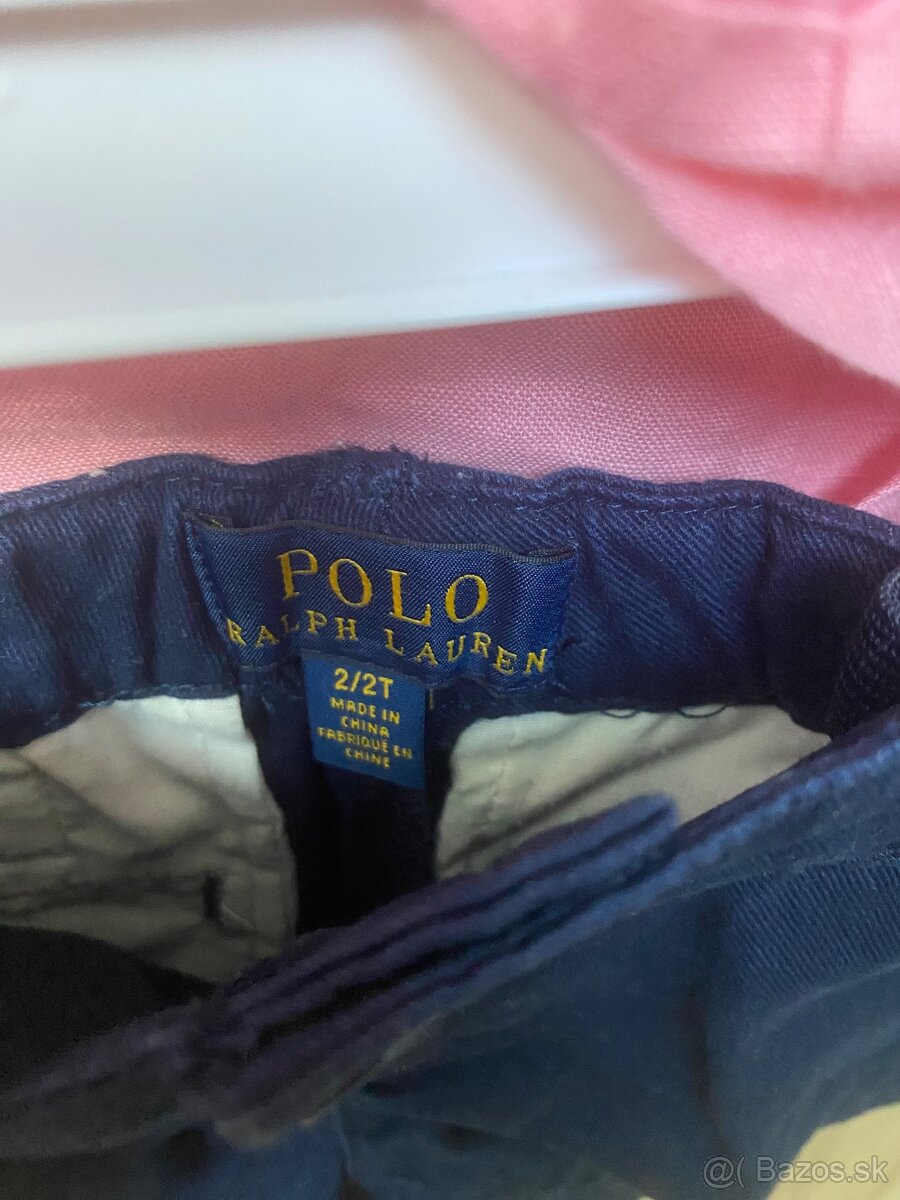 POLO
RALPH LAUREN
2/2T
MADE IN
CHINA
FABRIQUÉ EN
CHINE
@( Bazos.sk